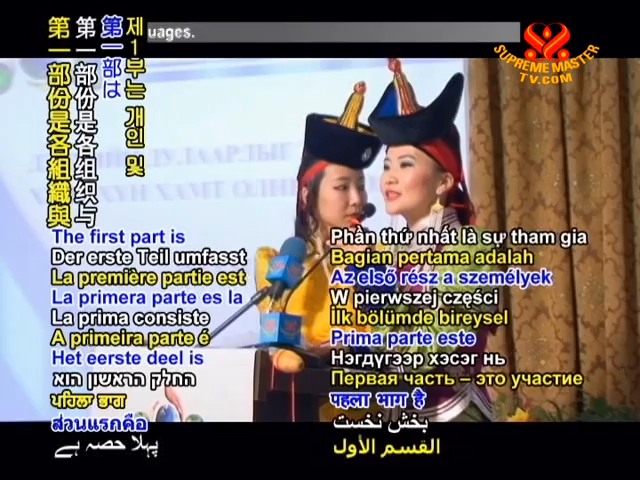 uages.
SUPREME MASTER
TV.COM
제1부는 개인 및
第一部は
第一部份是各组织与
第一部份是各組織與
The first part is
Der erste Teil umfasst
La première partie est
La primera parte es la
La prima consiste
A primeira parte é
Het eerste deel is
החלק הראשון הוא
ਪਹਿਲਾ ਭਾਗ
ส่วนแรกคือ
پہلا حصہ ہے
Phần thứ nhất là sự tham gia
Bagian pertama adalah
Az első rész a személyek
W pierwszej części
İlk bölümde bireysel
Prima parte este
Нэгдүгээр хэсэг нь
Первая часть – это участие
पहला भाग है
بخش نخست
القسم الأول